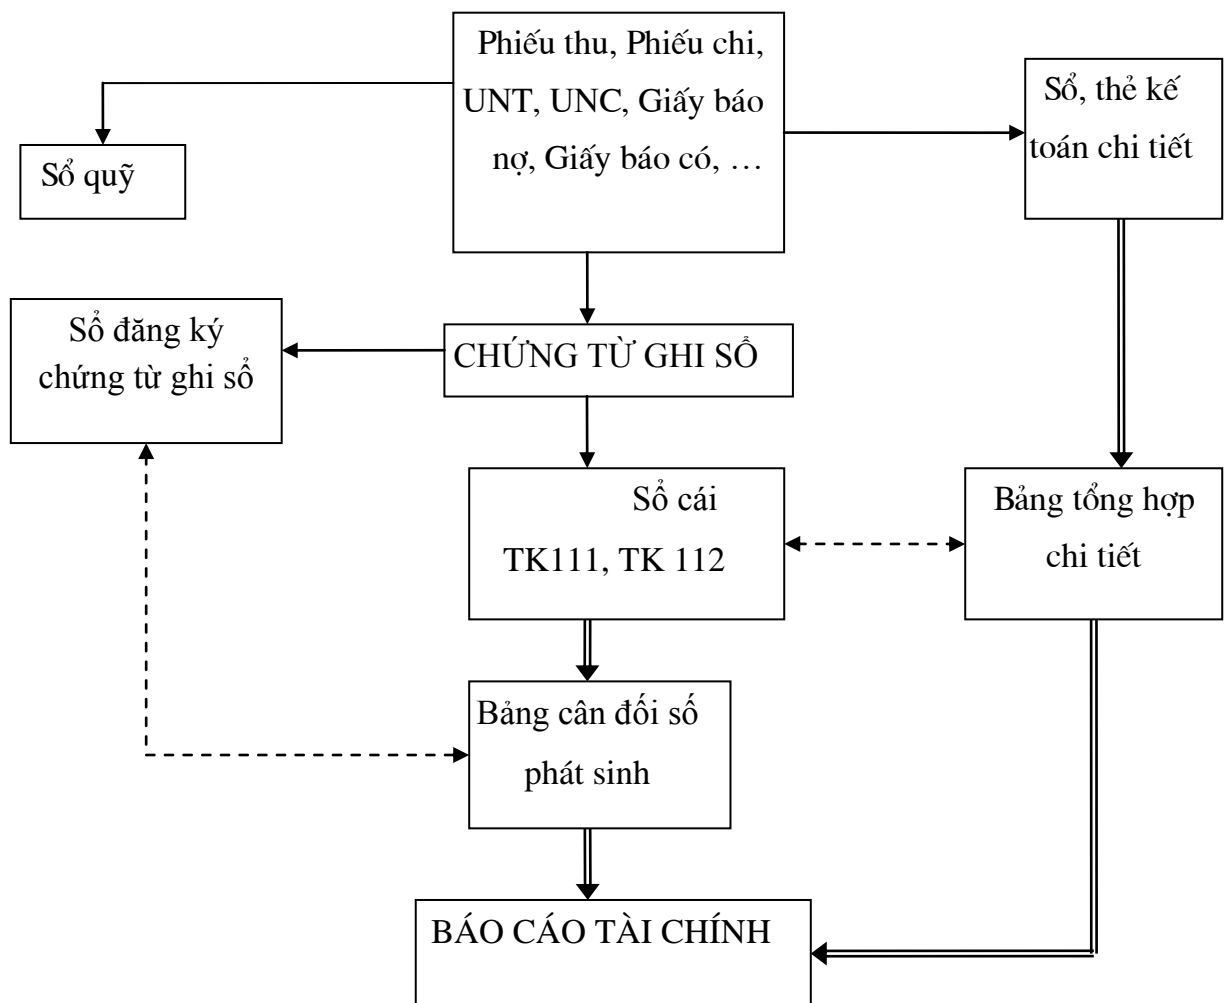 Phiếu thu, Phiếu chi,
UNT, UNC, Giấy báo
nợ, Giấy báo có, …
Sổ, thẻ kế
toán chi tiết
Sổ quỹ
Sổ đăng ký
chứng từ ghi sổ
CHỨNG TỪ GHI SỔ
Sổ cái
TK111, TK 112
Bảng tổng hợp
chi tiết
Bảng cân đối số
phát sinh
BÁO CÁO TÀI CHÍNH